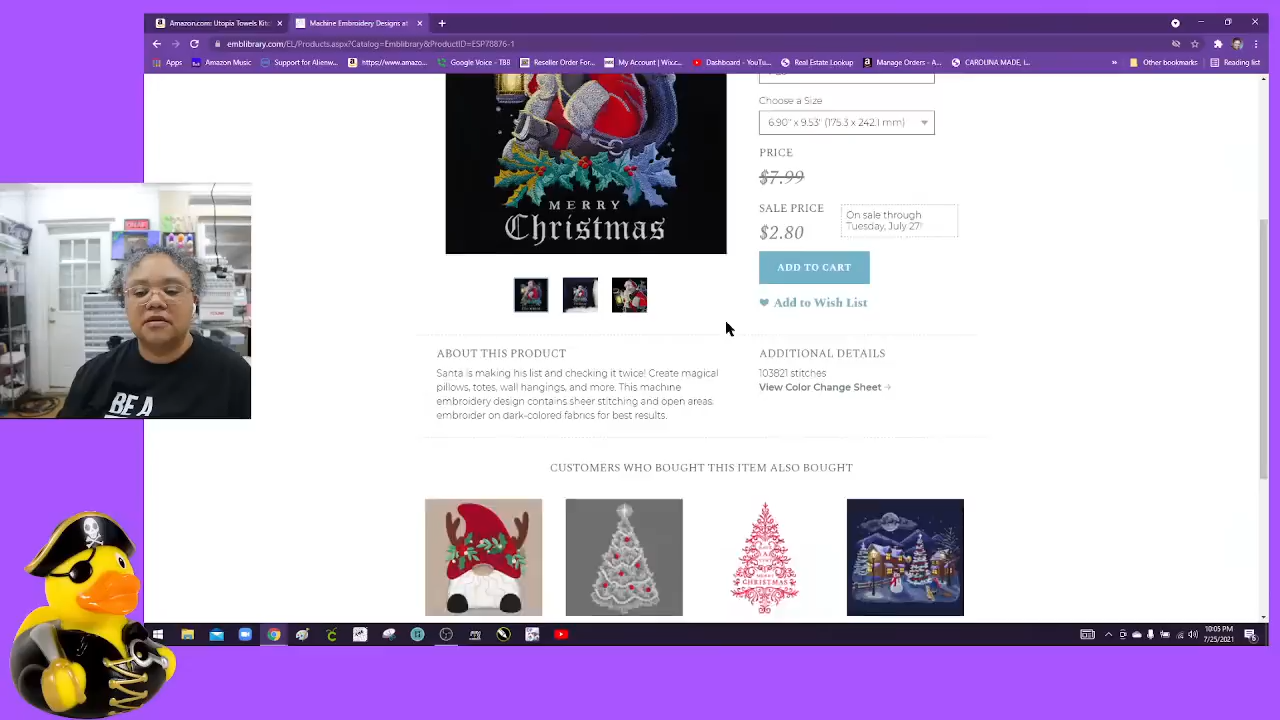 Amazon.com: Utopia Towels Kitc
Machine Embroidery Designs at
emblibrary.com/EL/Products.aspx?Catalog=Emblibrary&ProductID=ESP78876-1
Apps
Amazon Music
Support for Alienw...
https://www.amazo...
Google Voice - TBB
Reseller Order For...
My Account | Wix.c...
Dashboard - YouTu...
Real Estate Lookup
Manage Orders - A...
CAROLINA MADE, I...
Other bookmarks
Reading list
Choose a Size
6.90" x 9.53" (175.3 x 242.1 mm)
PRICE
$7.99
SALE PRICE
$2.80
On sale through
Tuesday, July 27!
ADD TO CART
Add to Wish List
MERRY
Christmas
ON AIR
BE A
ABOUT THIS PRODUCT
Santa is making his list and checking it twice! Create magical
pillows, totes, wall hangings, and more. This machine
embroidery design contains sheer stitching and open areas;
embroider on dark-colored fabrics for best results.
ADDITIONAL DETAILS
103821 stitches
View Color Change Sheet
CUSTOMERS WHO BOUGHT THIS ITEM ALSO BOUGHT
CHRISTMAS
10:05 PM
7/25/2021